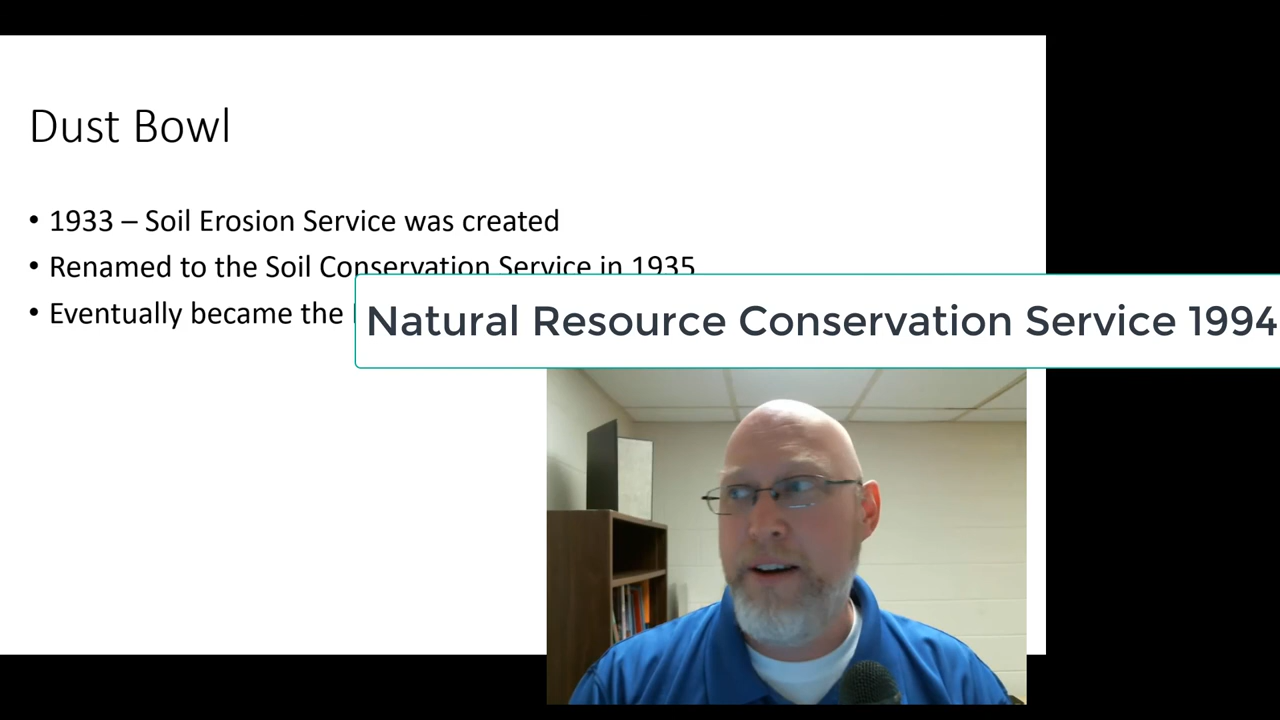 Dust Bowl
• 1933 – Soil Erosion Service was created
• Renamed to the Soil Conservation Service in 1935
• Eventually became the
Natural Resource Conservation Service 1994